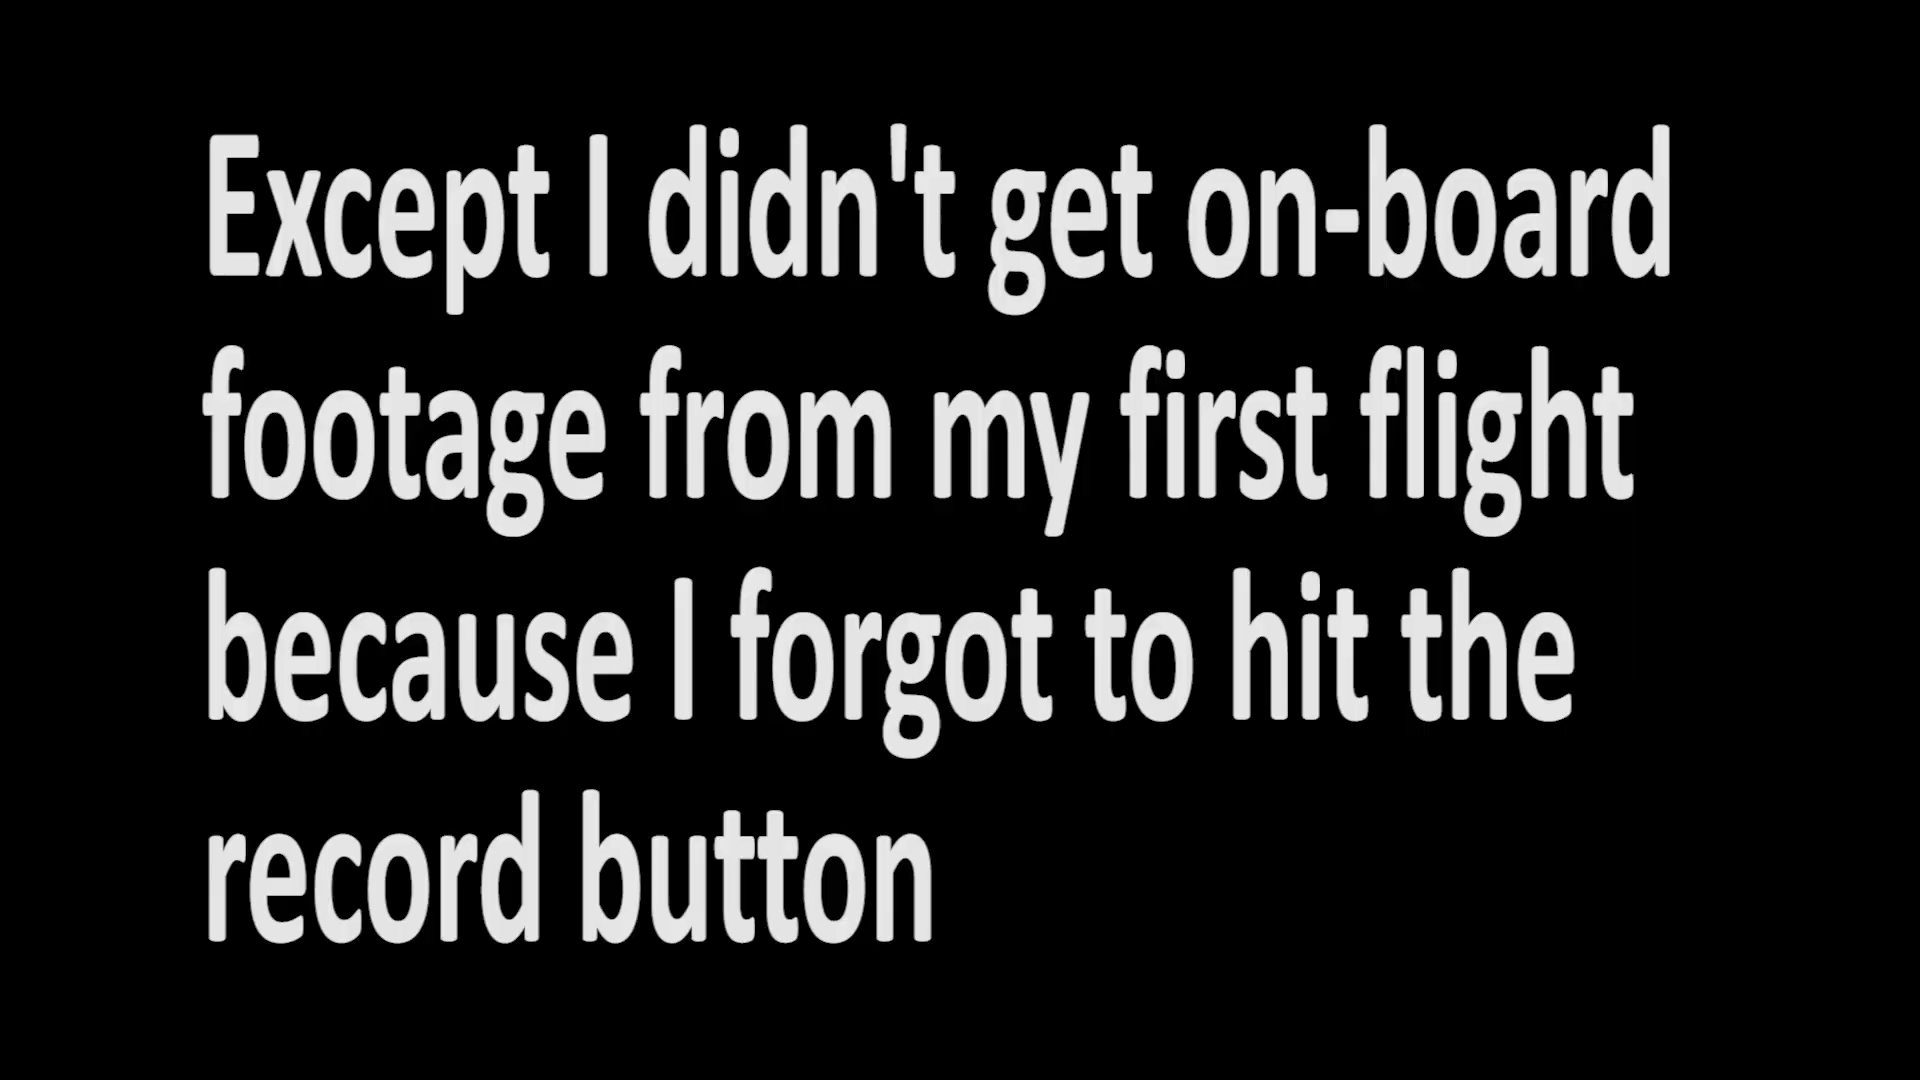 Except I didn't get on-board
footage from my first flight
because I forgot to hit the
record button